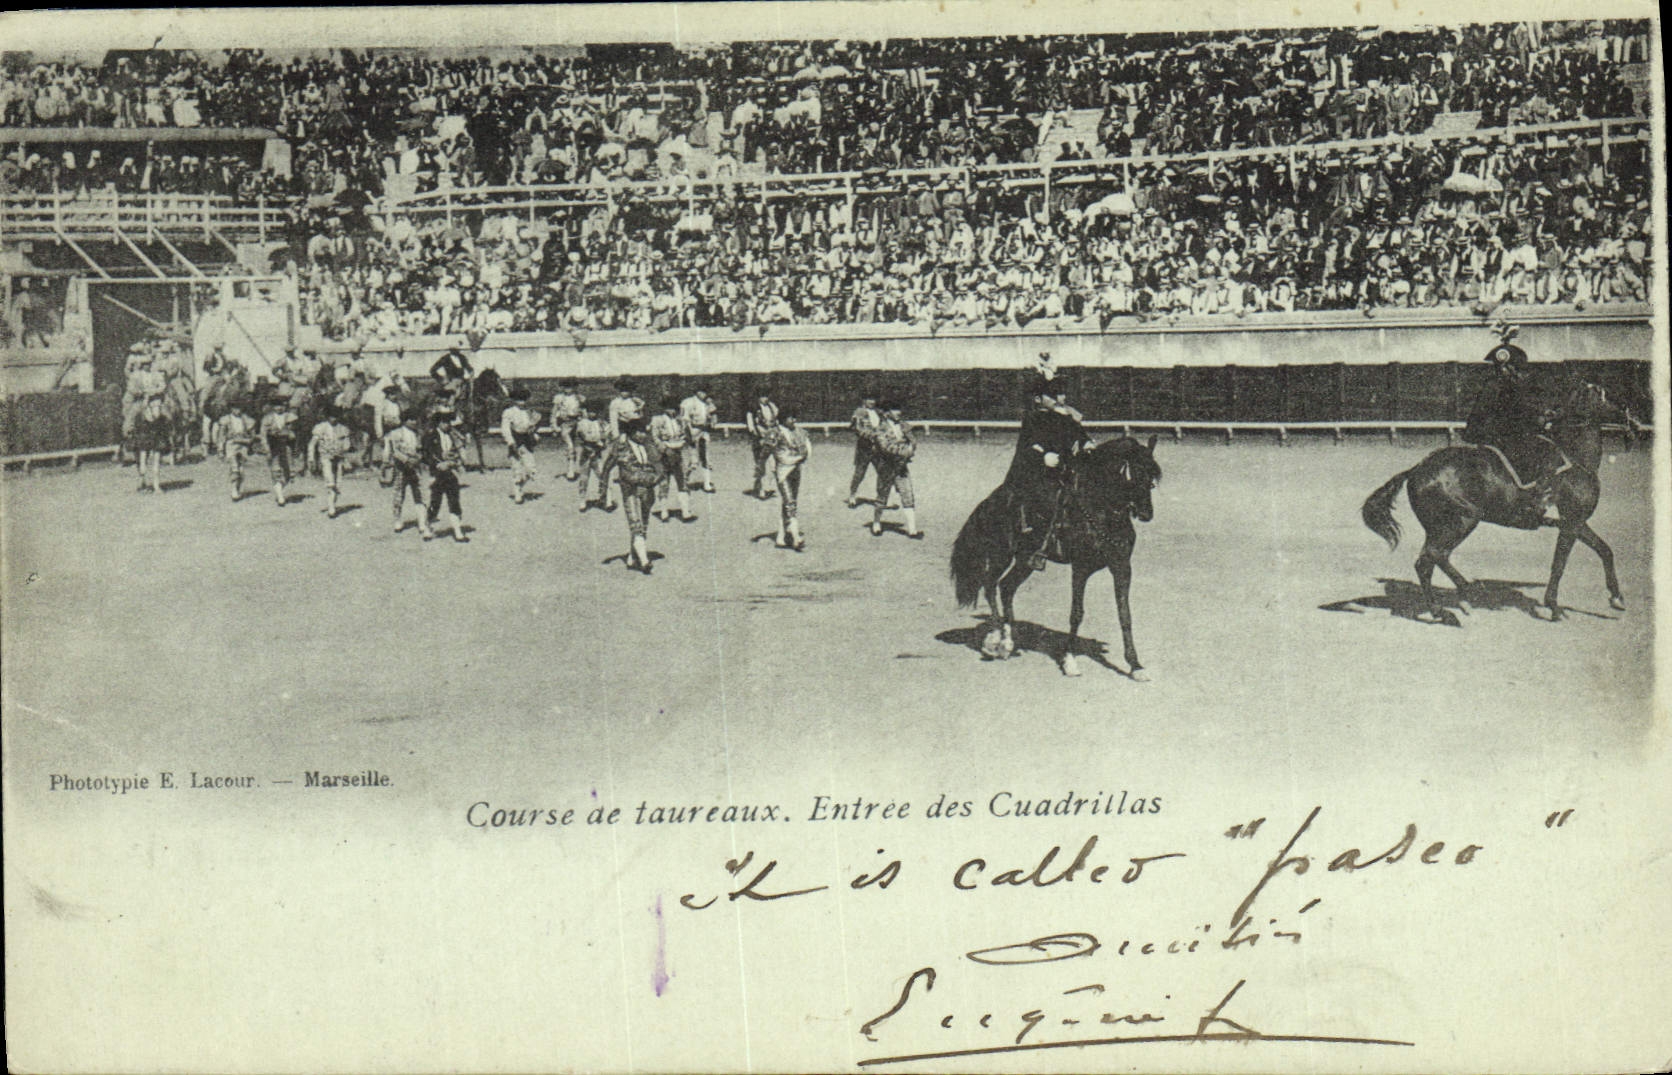 Phototypie E. Lacour. — Marseille.
Course de taureaux. Entrée des Cuadrillas
it is called "paseo"